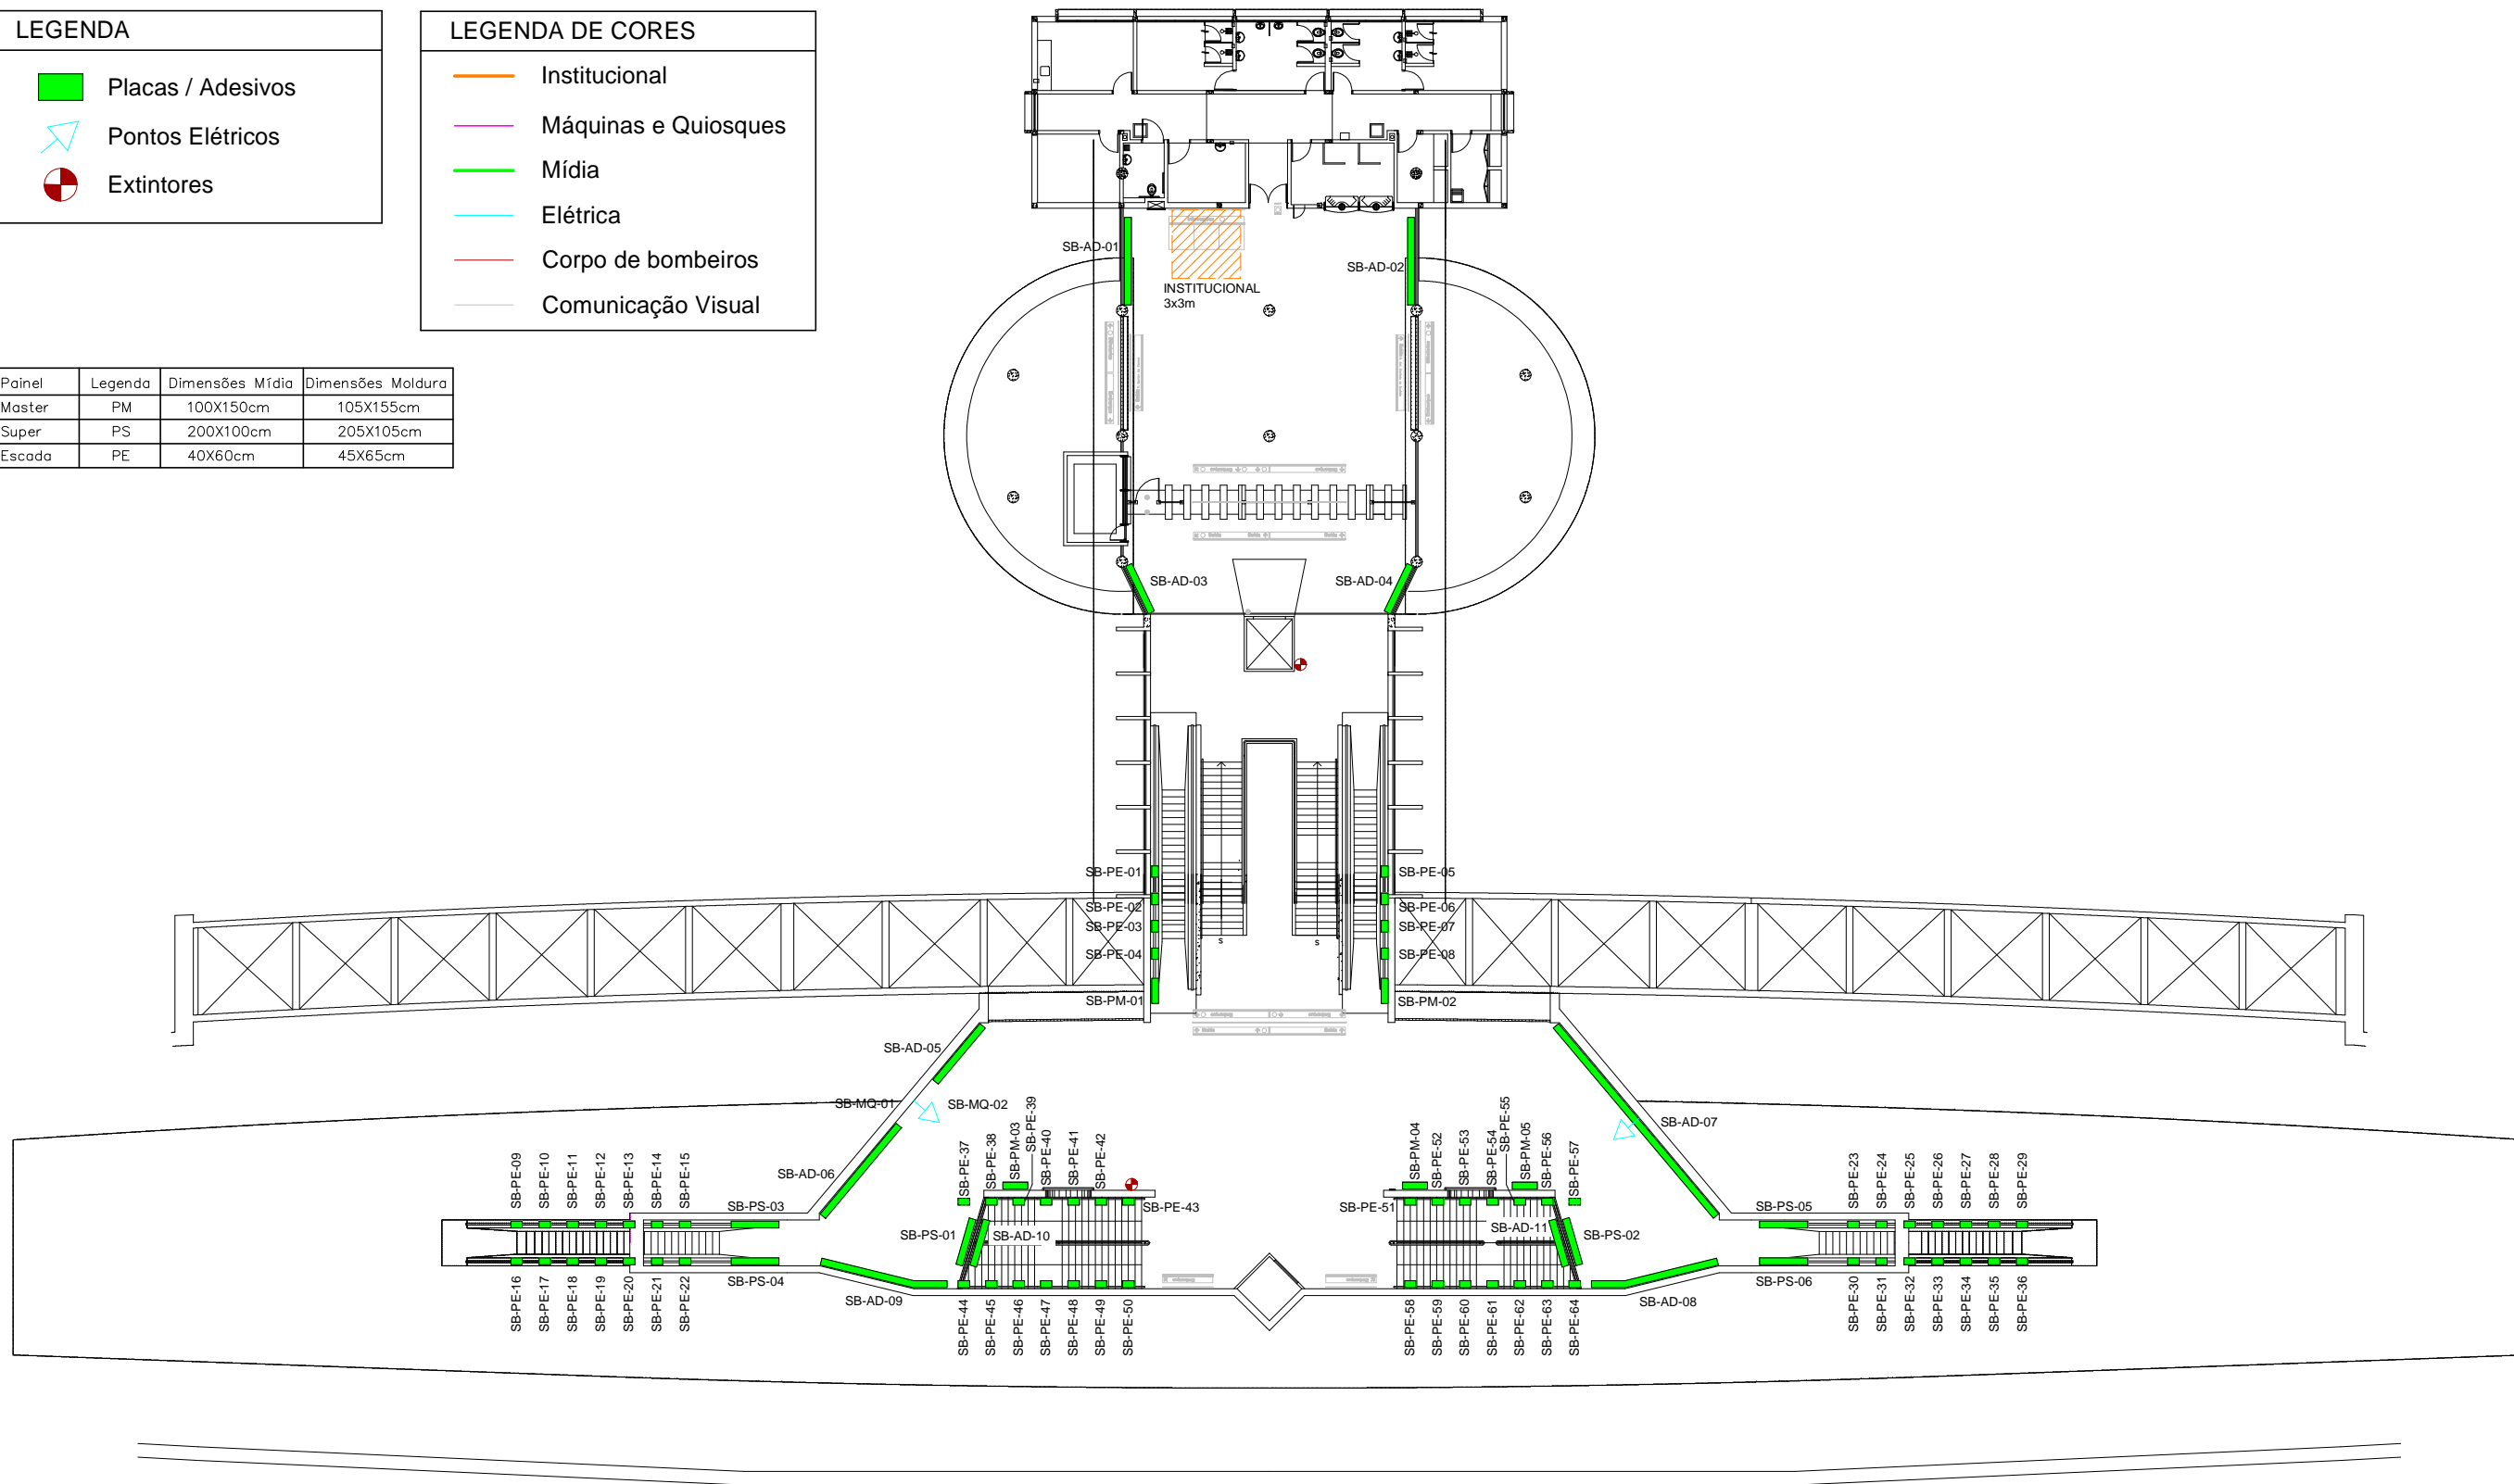 LEGENDA
Placas / Adesivos
Pontos Elétricos
Extintores
LEGENDA DE CORES
Institucional
Máquinas e Quiosques
Mídia
Elétrica
Corpo de bombeiros
Comunicação Visual
Painel Legenda Dimensões Mídia Dimensões Moldura
Master PM 100X150cm 105X155cm
Super PS 200X100cm 205X105cm
Escada PE 40X60cm 45X65cm
SB-AD-01
SB-AD-02
INSTITUCIONAL
3x3m
SB-AD-03
SB-AD-04
SB-PE-01
SB-PE-02
SB-PE-03
SB-PE-04
SB-PM-01
SB-PE-05
SB-PE-06
SB-PE-07
SB-PE-08
SB-PM-02
S
S
SB-AD-05
SB-MQ-01
SB-MQ-02
SB-AD-06
SB-AD-07
SB-PE-09
SB-PE-10
SB-PE-11
SB-PE-12
SB-PE-13
SB-PE-14
SB-PE-15
SB-PS-03
SB-PE-16
SB-PE-17
SB-PE-18
SB-PE-19
SB-PE-20
SB-PE-21
SB-PE-22
SB-PS-04
SB-AD-09
SB-PE-37
SB-PE-38
SB-PM-03
SB-PE-39
SB-PE-40
SB-PE-41
SB-PE-42
SB-PE-43
SB-PS-01
SB-AD-10
SB-PE-44
SB-PE-45
SB-PE-46
SB-PE-47
SB-PE-48
SB-PE-49
SB-PE-50
SB-PE-51
SB-PM-04
SB-PE-52
SB-PE-53
SB-PE-54
SB-PE-55
SB-PM-05
SB-PE-56
SB-PE-57
SB-AD-11
SB-PS-02
SB-PE-58
SB-PE-59
SB-PE-60
SB-PE-61
SB-PE-62
SB-PE-63
SB-PE-64
SB-AD-08
SB-PS-05
SB-PE-23
SB-PE-24
SB-PE-25
SB-PE-26
SB-PE-27
SB-PE-28
SB-PE-29
SB-PS-06
SB-PE-30
SB-PE-31
SB-PE-32
SB-PE-33
SB-PE-34
SB-PE-35
SB-PE-36